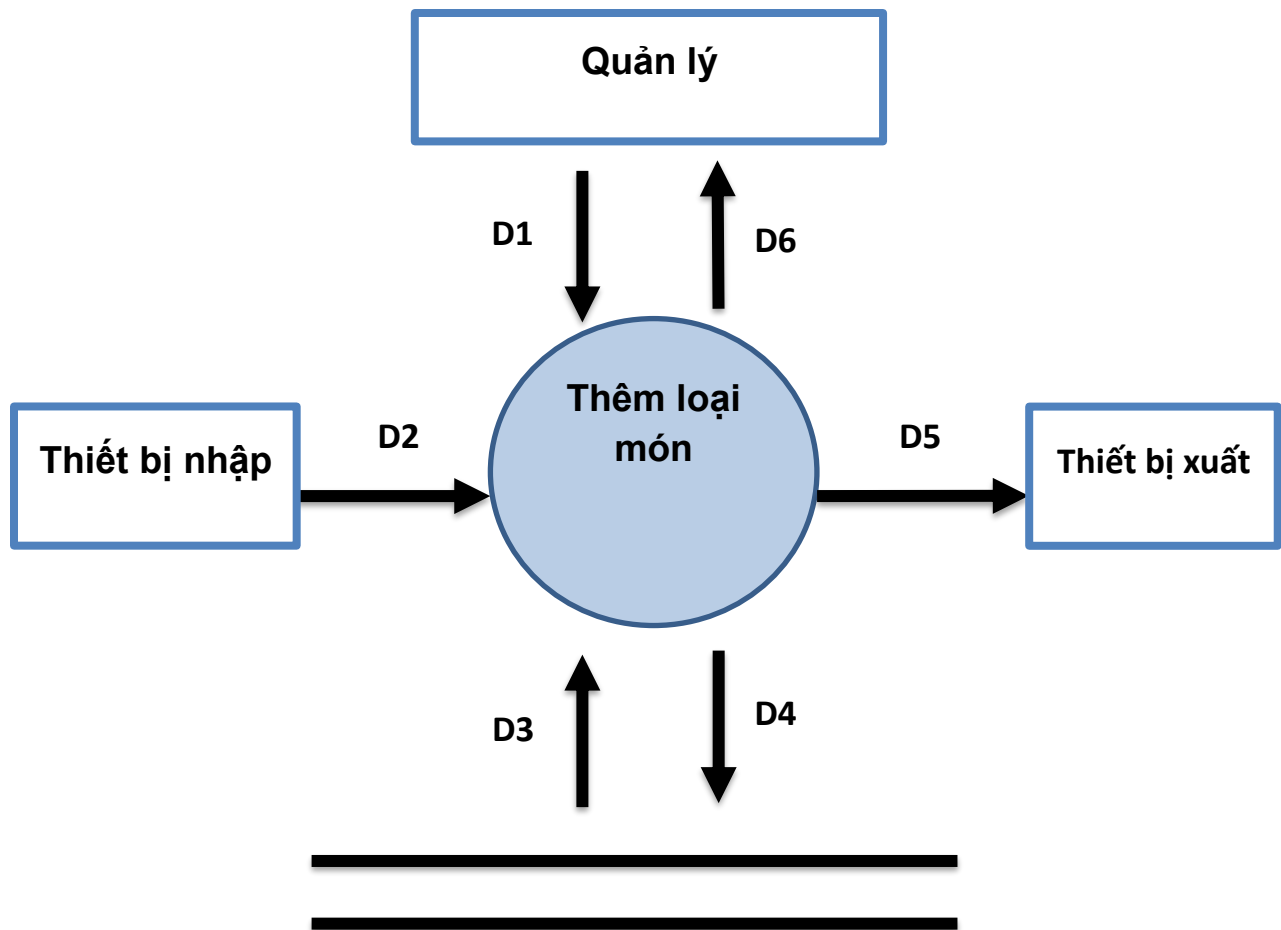 Quản lý
D1
D6
Thêm loại
món
Thiết bị nhập
D2
D5
Thiết bị xuất
D3
D4